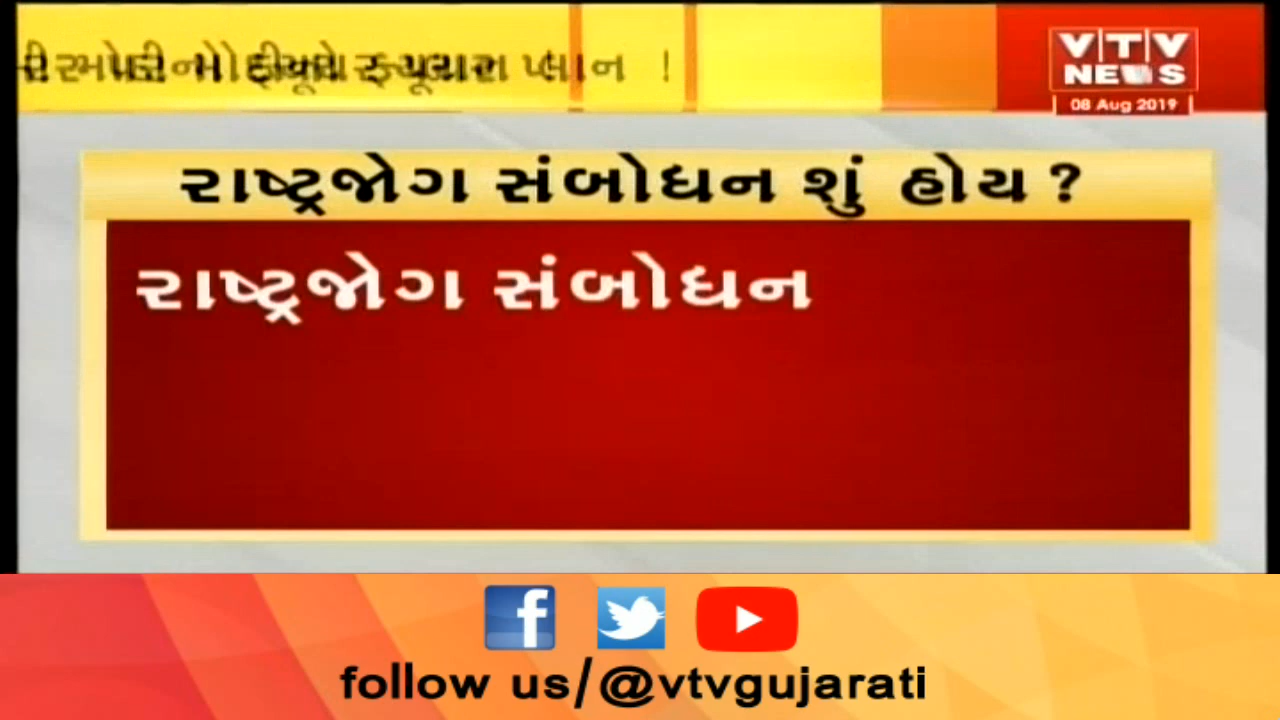 પ્લાન !
VTV
NEWS
08 Aug 2019
રાષ્ટ્રજોગ સંબોધન શું હોય ?
રાષ્ટ્રજોગ સંબોધન
follow us/@vtvgujarati